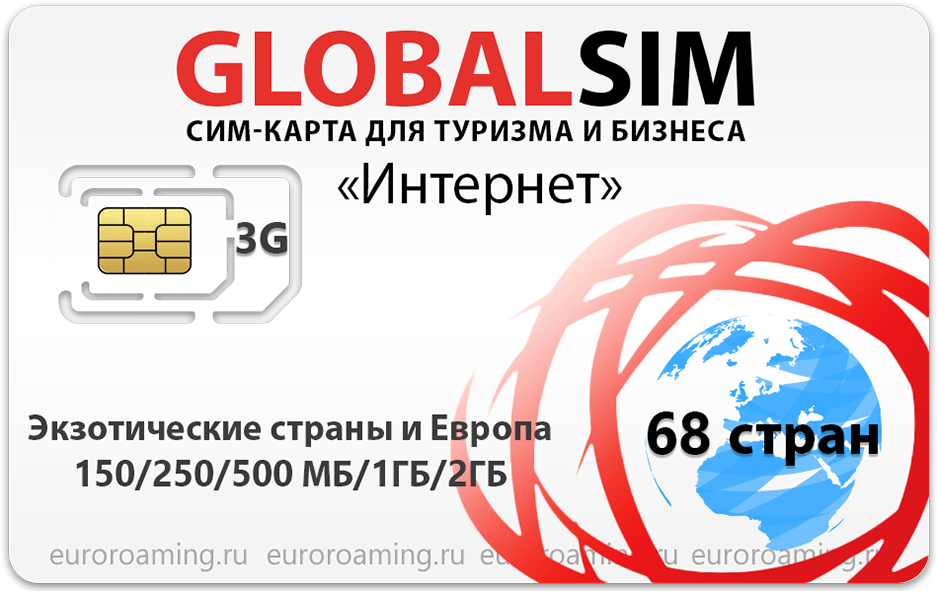 GLOBALSIM
СИМ-КАРТА ДЛЯ ТУРИЗМА И БИЗНЕСА
«Интернет»
3G
Экзотические страны и Европа
150/250/500 МБ/1ГБ/2ГБ
68 стран
euroroaming.ru euroroaming.ru euroroaming.ru euroroaming.ru